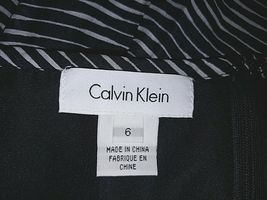 Calvin Klein
6
MADE IN CHINA
FABRIQUE EN
CHINE